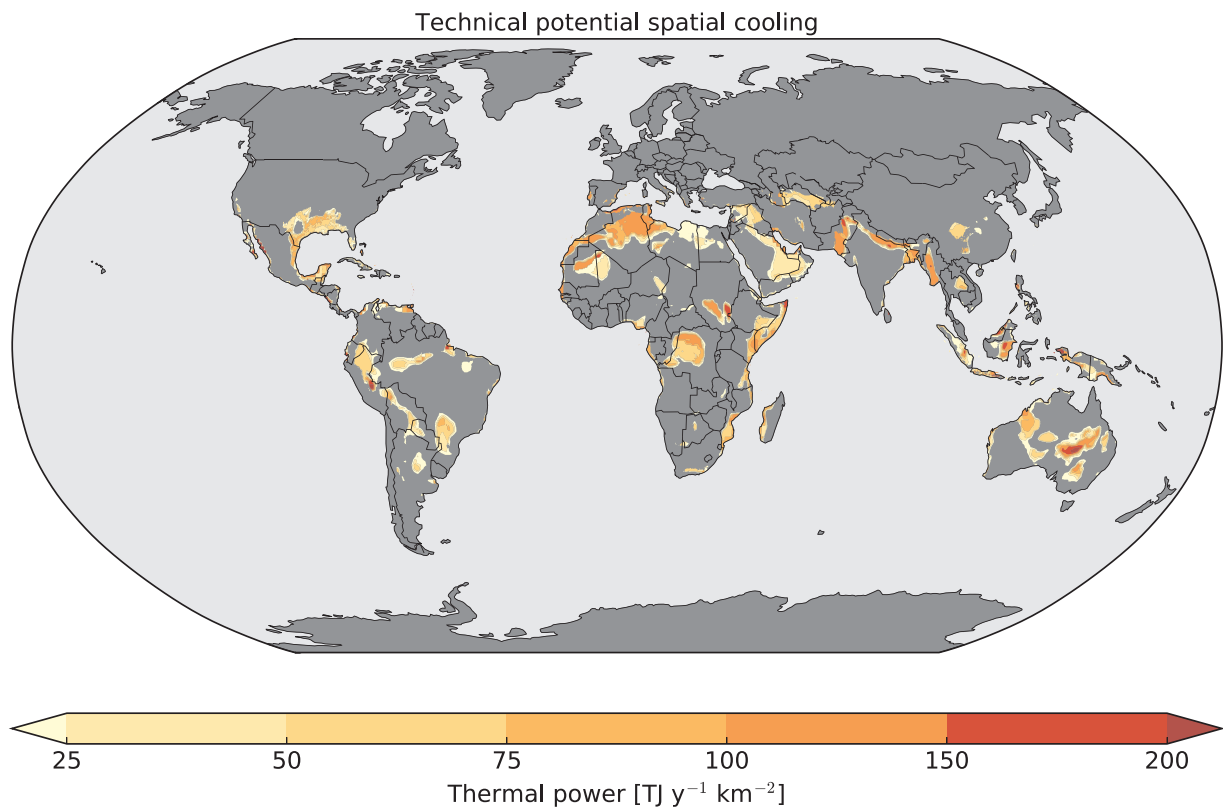 Technical potential spatial cooling
25 50 75 100 150 200
Thermal power [TJ y⁻¹ km⁻²]